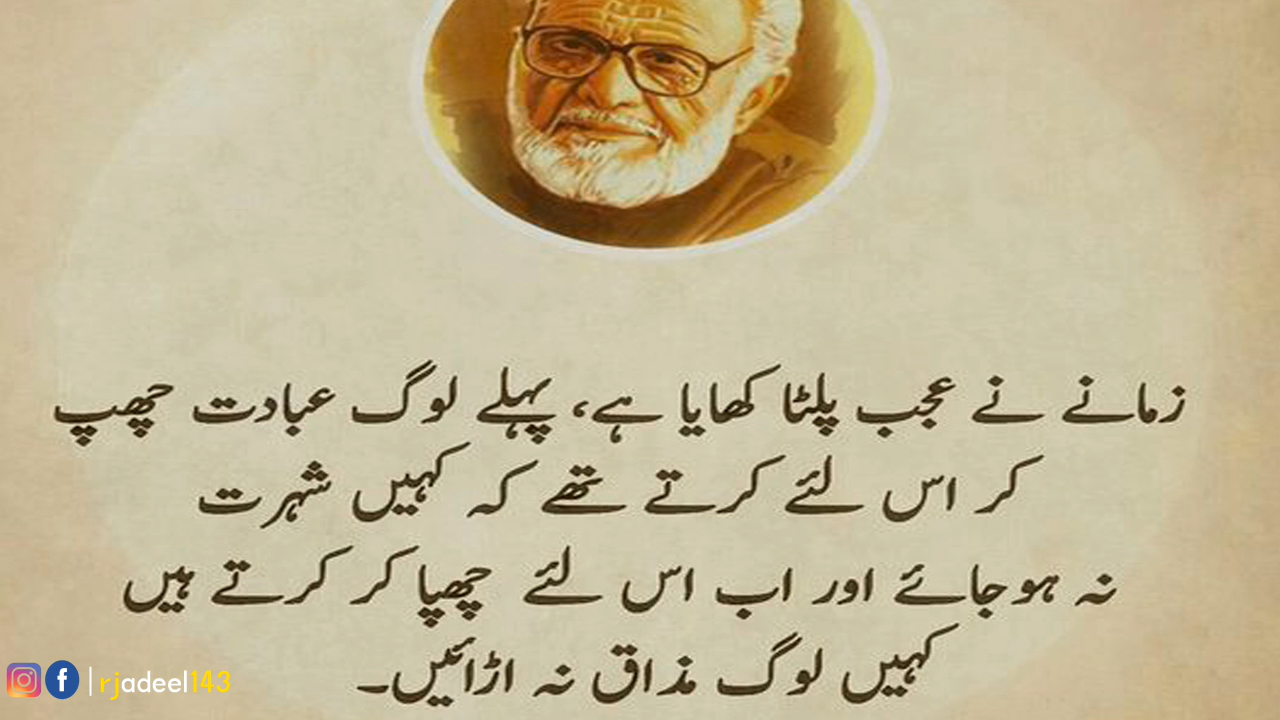 زمانے نے عجب پلٹا کھایا ہے، پہلے لوگ عبادت چھپ
کر اس لئے کرتے تھے کہ کہیں شہرت
نہ ہوجائے اور اب اس لئے چھپا کر کرتے ہیں
کہیں لوگ مذاق نہ اڑائیں۔
rjadeel143